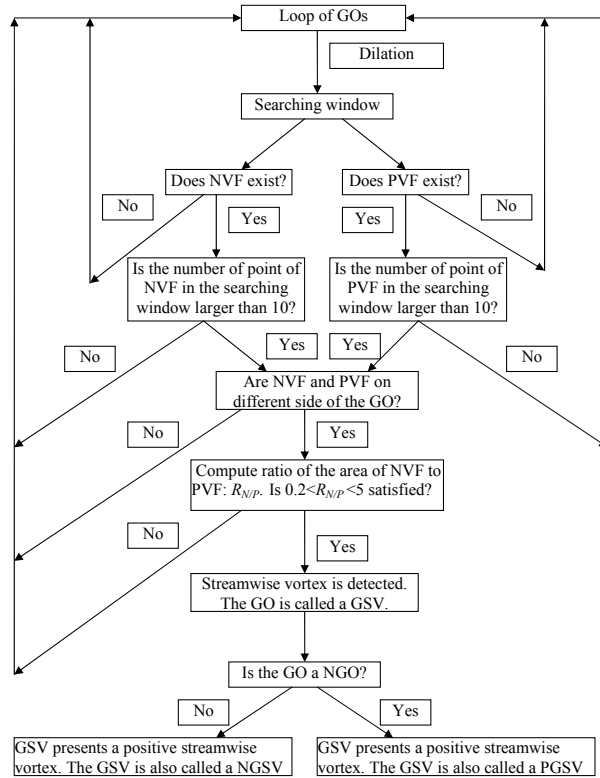 Loop of GOs
Dilation
Searching window
Does NVF exist?
Does PVF exist?
No
Yes
Yes
No
Is the number of point of
NVF in the searching
window larger than 10?
Is the number of point of
PVF in the searching
window larger than 10?
No
Yes
Yes
No
Are NVF and PVF on
different side of the GO?
No
Yes
Compute ratio of the area of NVF to
PVF: R_{N/P}. Is 0.2<R_{N/P}<5 satisfied?
No
Yes
Streamwise vortex is detected.
The GO is called a GSV.
Is the GO a NGO?
No
Yes
GSV presents a positive streamwise
vortex. The GSV is also called a NGSV
GSV presents a positive streamwise
vortex. The GSV is also called a PGSV